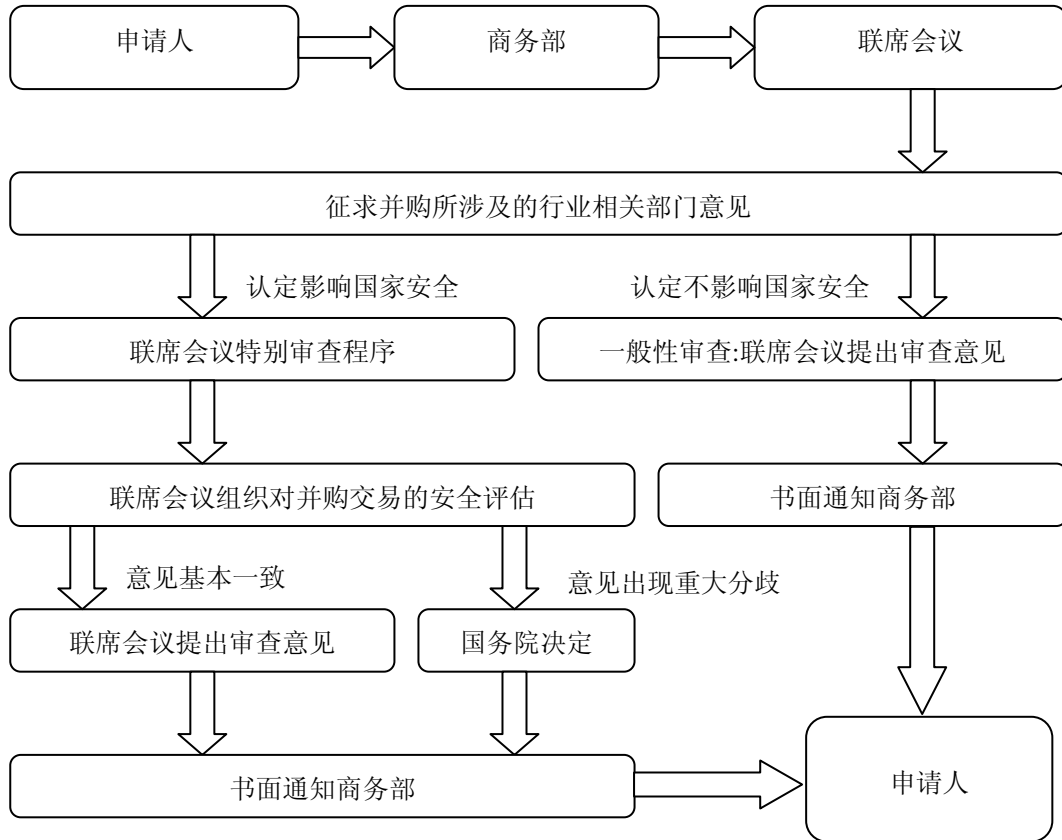 申请人
商务部
联席会议
征求并购所涉及的行业相关部门意见
认定影响国家安全
认定不影响国家安全
联席会议特别审查程序
一般性审查:联席会议提出审查意见
联席会议组织对并购交易的安全评估
书面通知商务部
意见基本一致
意见出现重大分歧
联席会议提出审查意见
国务院决定
书面通知商务部
申请人